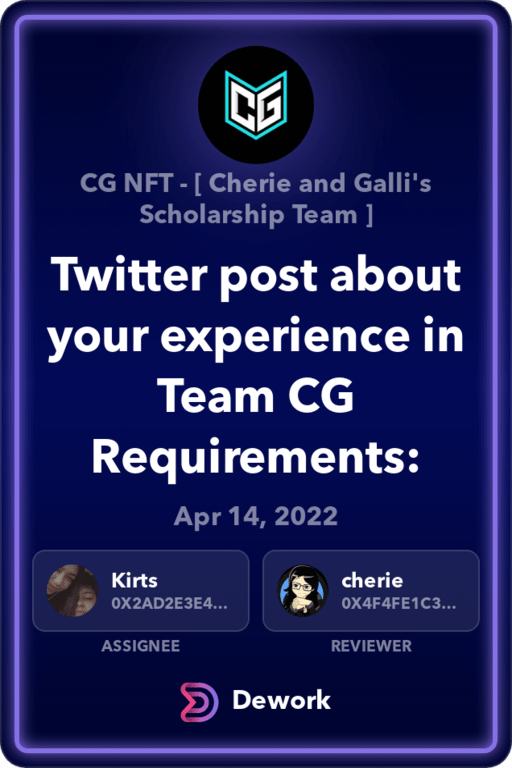 CG
CG NFT - [ Cherie and Galli's
Scholarship Team ]
Twitter post about
your experience in
Team CG
Requirements:
Apr 14, 2022
Kirts
0X2AD2E3E4...
cherie
0X4F4FE1C3...
ASSIGNEE
REVIEWER
Dework